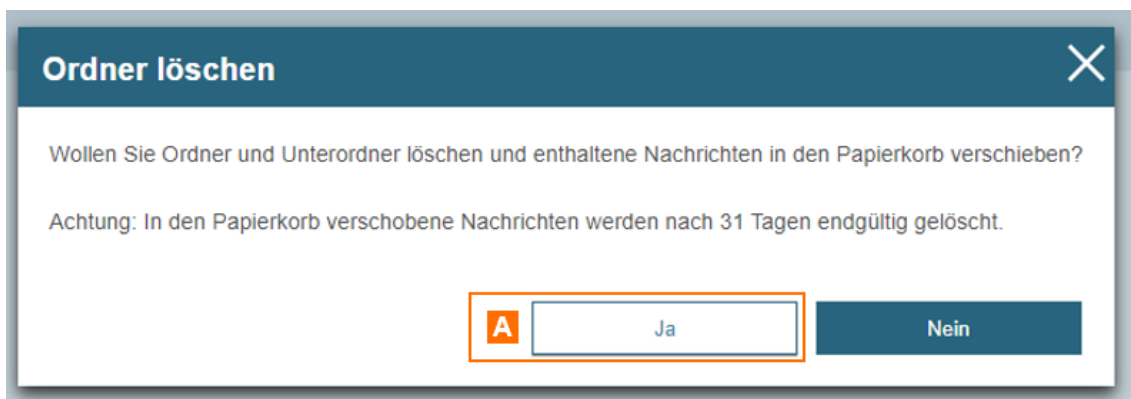 Ordner löschen
Wollen Sie Ordner und Unterordner löschen und enthaltene Nachrichten in den Papierkorb verschieben?
Achtung: In den Papierkorb verschobene Nachrichten werden nach 31 Tagen endgültig gelöscht.
A Ja Nein